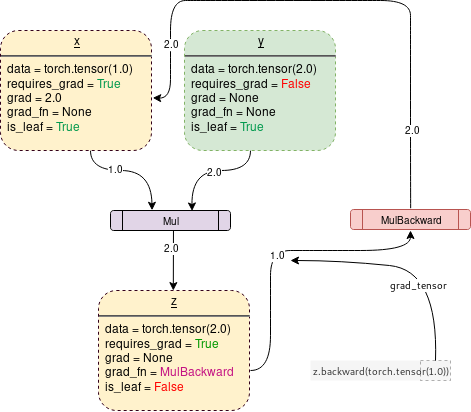 x
data = torch.tensor(1.0)
requires_grad = True
grad = 2.0
grad_fn = None
is_leaf = True
y
data = torch.tensor(2.0)
requires_grad = False
grad = None
grad_fn = None
is_leaf = True
2.0
2.0
1.0
2.0
Mul
MulBackward
2.0
1.0
grad_tensor
z
data = torch.tensor(2.0)
requires_grad = True
grad = None
grad_fn = MulBackward
is_leaf = False
z.backward(torch.tensor(1.0))